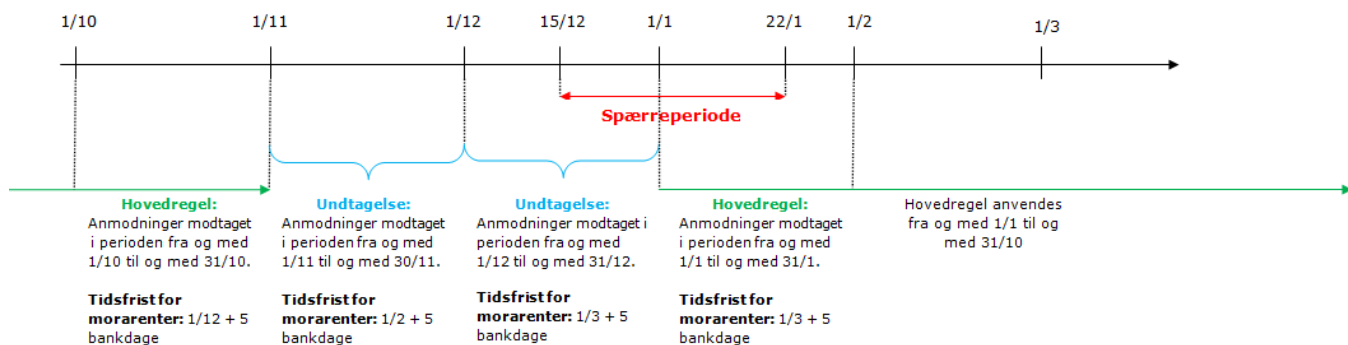 1/10
1/11
1/12
15/12
1/1
22/1
1/2
1/3
Spærreperiode
Hovedregel:
Anmodninger modtaget
i perioden fra og med
1/10 til og med 31/10.
Tidsfrist for
morarenter: 1/12 + 5
bankdage
Undtagelse:
Anmodninger modtaget
i perioden fra og med
1/11 til og med 30/11.
Tidsfrist for
morarenter: 1/2 + 5
bankdage
Undtagelse:
Anmodninger modtaget i
perioden fra og med
1/12 til og med 31/12.
Tidsfrist for
morarenter: 1/3 + 5
bankdage
Hovedregel:
Anmodninger modtaget
i perioden fra og med
1/1 til og med 31/1.
Tidsfrist for
morarenter: 1/3 + 5
bankdage
Hovedregel anvendes
fra og med 1/1 til og
med 31/10